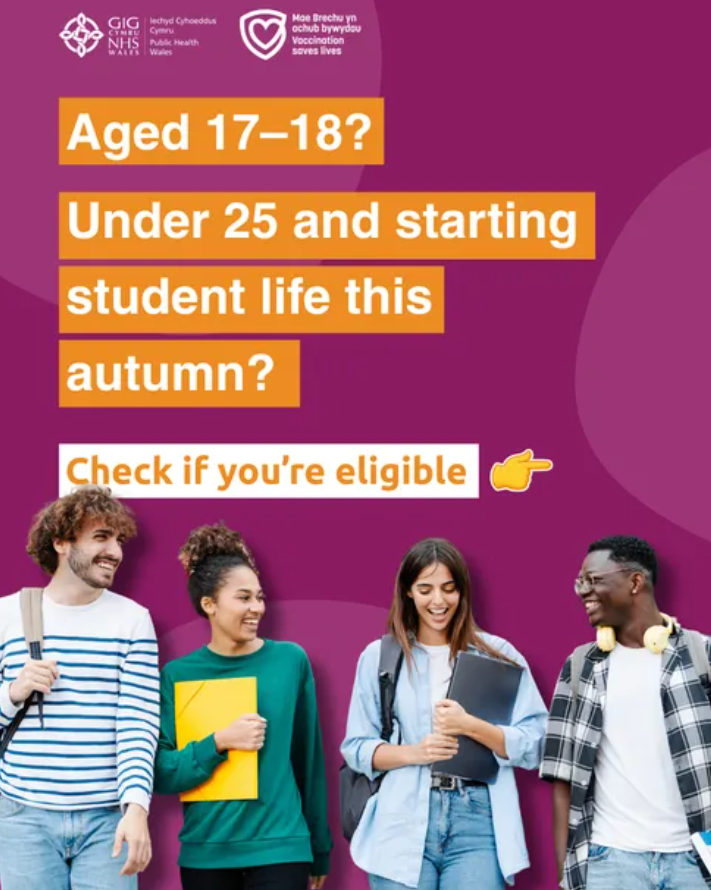 GIG
CYMRU
NHS
WALES
Iechyd Cyhoeddus
Cymru
Public Health
Wales
Mae Brechu yn
achub bywydau
Vaccination
saves lives
Aged 17–18?
Under 25 and starting
student life this
autumn?
Check if you're eligible